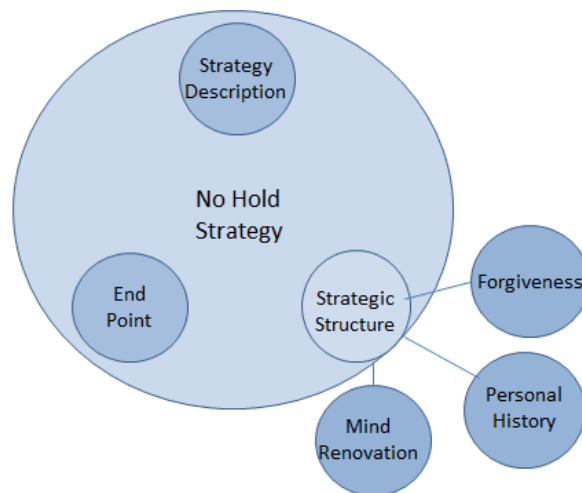 Strategy
Description
No Hold
Strategy
End
Point
Strategic
Structure
Forgiveness
Personal
History
Mind
Renovation